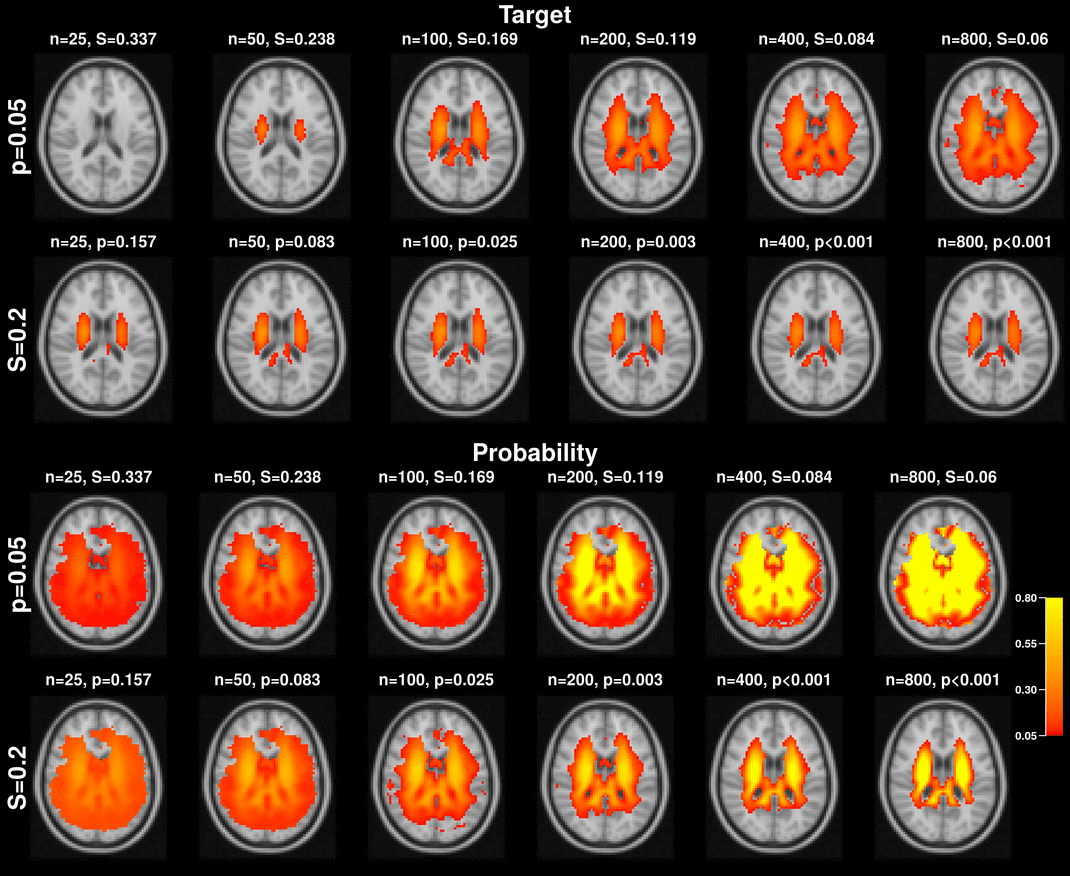 Target
n=25, S=0.337 n=50, S=0.238 n=100, S=0.169 n=200, S=0.119 n=400, S=0.084 n=800, S=0.06
p=0.05
n=25, p=0.157 n=50, p=0.083 n=100, p=0.025 n=200, p=0.003 n=400, p<0.001 n=800, p<0.001
S=0.2
Probability
n=25, S=0.337 n=50, S=0.238 n=100, S=0.169 n=200, S=0.119 n=400, S=0.084 n=800, S=0.06
p=0.05
0.80
0.55
0.30
0.05
n=25, p=0.157 n=50, p=0.083 n=100, p=0.025 n=200, p=0.003 n=400, p<0.001 n=800, p<0.001
S=0.2